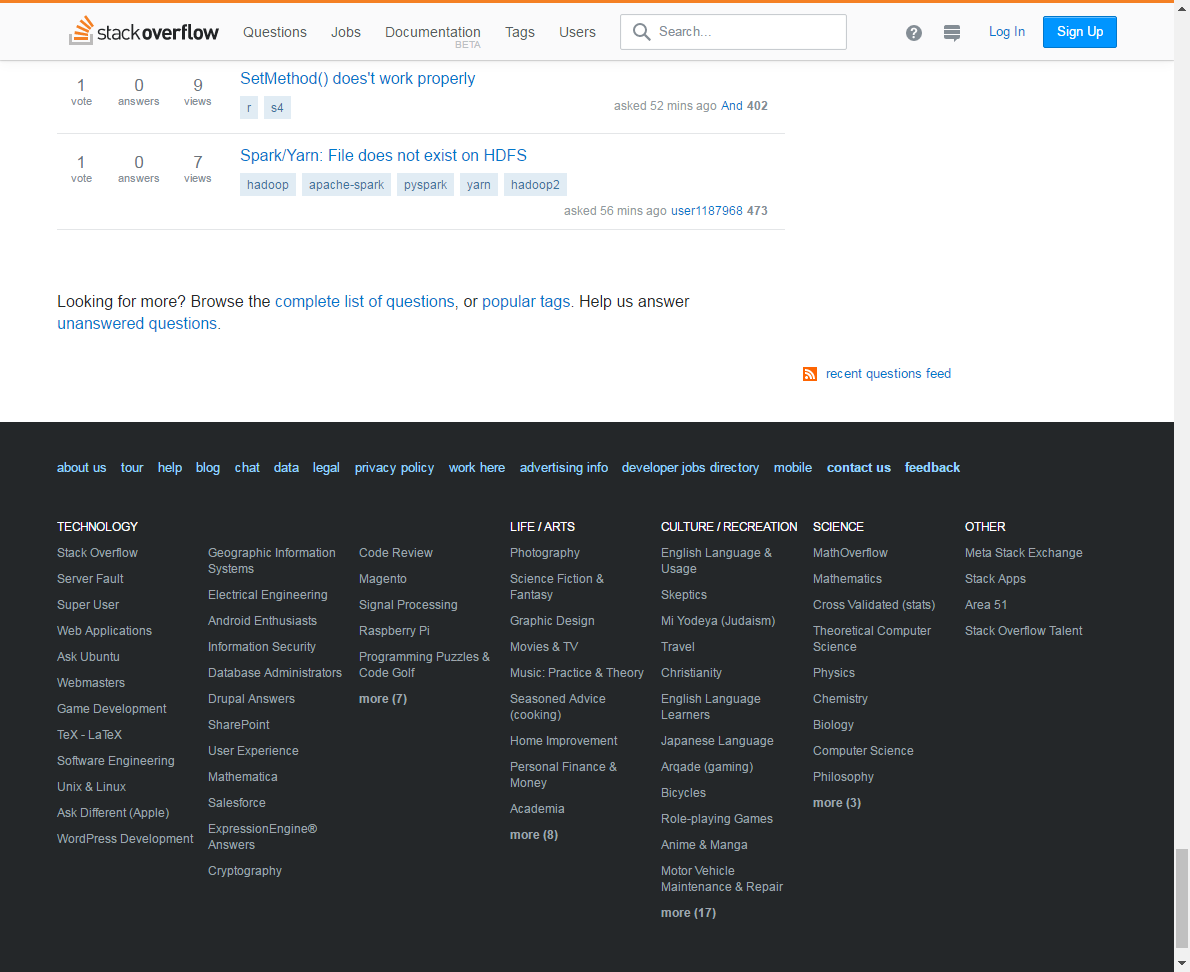 stackoverflow Questions Jobs Documentation BETA Tags Users Search... ? Log In Sign Up
1 vote 0 answers 9 views
SetMethod() does't work properly
r s4
asked 52 mins ago And 402
1 vote 0 answers 7 views
Spark/Yarn: File does not exist on HDFS
hadoop apache-spark pyspark yarn hadoop2
asked 56 mins ago user1187968 473
Looking for more? Browse the complete list of questions, or popular tags. Help us answer
unanswered questions.
recent questions feed
about us tour help blog chat data legal privacy policy work here advertising info developer jobs directory mobile contact us feedback
TECHNOLOGY
Stack Overflow
Server Fault
Super User
Web Applications
Ask Ubuntu
Webmasters
Game Development
TeX - LaTeX
Software Engineering
Unix & Linux
Ask Different (Apple)
WordPress Development
Geographic Information
Systems
Electrical Engineering
Android Enthusiasts
Information Security
Database Administrators
Drupal Answers
SharePoint
User Experience
Mathematica
Salesforce
ExpressionEngine®
Answers
Cryptography
Code Review
Magento
Signal Processing
Raspberry Pi
Programming Puzzles &
Code Golf
more (7)
LIFE / ARTS
Photography
Science Fiction &
Fantasy
Graphic Design
Movies & TV
Music: Practice & Theory
Seasoned Advice
(cooking)
Home Improvement
Personal Finance &
Money
Academia
more (8)
CULTURE / RECREATION
English Language &
Usage
Skeptics
Mi Yodeya (Judaism)
Travel
Christianity
English Language
Learners
Japanese Language
Arqade (gaming)
Bicycles
Role-playing Games
Anime & Manga
Motor Vehicle
Maintenance & Repair
more (17)
SCIENCE
MathOverflow
Mathematics
Cross Validated (stats)
Theoretical Computer
Science
Physics
Chemistry
Biology
Computer Science
Philosophy
more (3)
OTHER
Meta Stack Exchange
Stack Apps
Area 51
Stack Overflow Talent